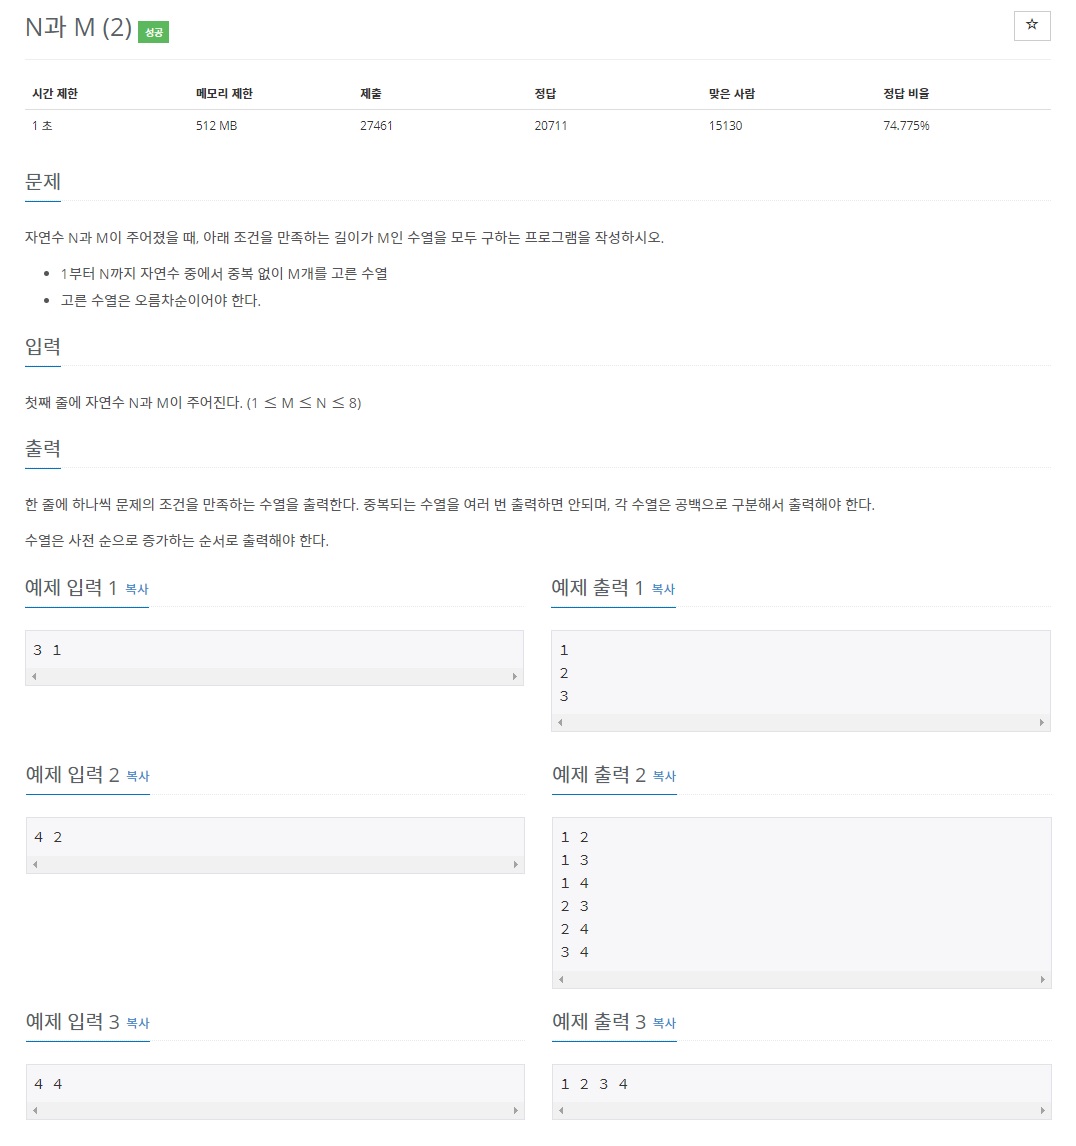 N과 M (2) 성공
☆
시간 제한 메모리 제한 제출 정답 맞은 사람 정답 비율
1 초 512 MB 27461 20711 15130 74.775%
문제
자연수 N과 M이 주어졌을 때, 아래 조건을 만족하는 길이가 M인 수열을 모두 구하는 프로그램을 작성하시오.
• 1부터 N까지 자연수 중에서 중복 없이 M개를 고른 수열
• 고른 수열은 오름차순이어야 한다.
입력
첫째 줄에 자연수 N과 M이 주어진다. (1 ≤ M ≤ N ≤ 8)
출력
한 줄에 하나씩 문제의 조건을 만족하는 수열을 출력한다. 중복되는 수열을 여러 번 출력하면 안되며, 각 수열은 공백으로 구분해서 출력해야 한다.
수열은 사전 순으로 증가하는 순서로 출력해야 한다.
예제 입력 1 복사
3 1
예제 출력 1 복사
1
2
3
예제 입력 2 복사
4 2
예제 출력 2 복사
1 2
1 3
1 4
2 3
2 4
3 4
예제 입력 3 복사
4 4
예제 출력 3 복사
1 2 3 4